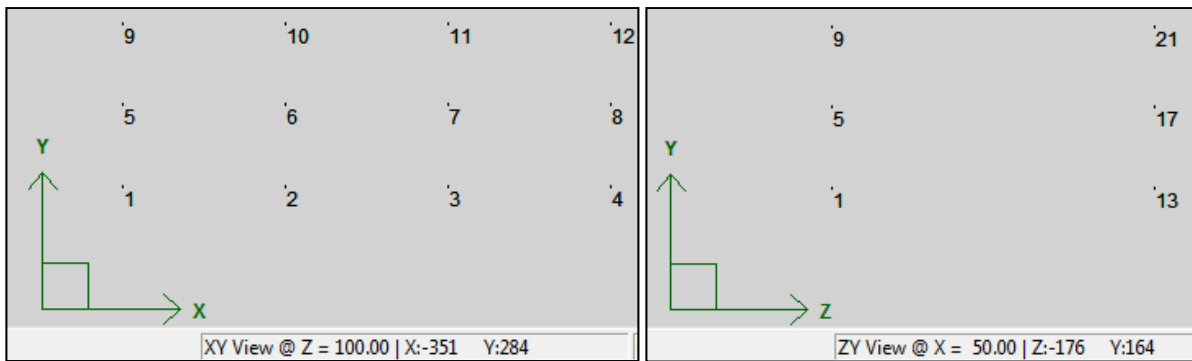 9 10 11 12
5 6 7 8
Y
1 2 3 4
X
XY View @ Z = 100.00 | X:-351 Y:284
9 21
5 17
Y
1 13
Z
ZY View @ X = 50.00 | Z:-176 Y:164